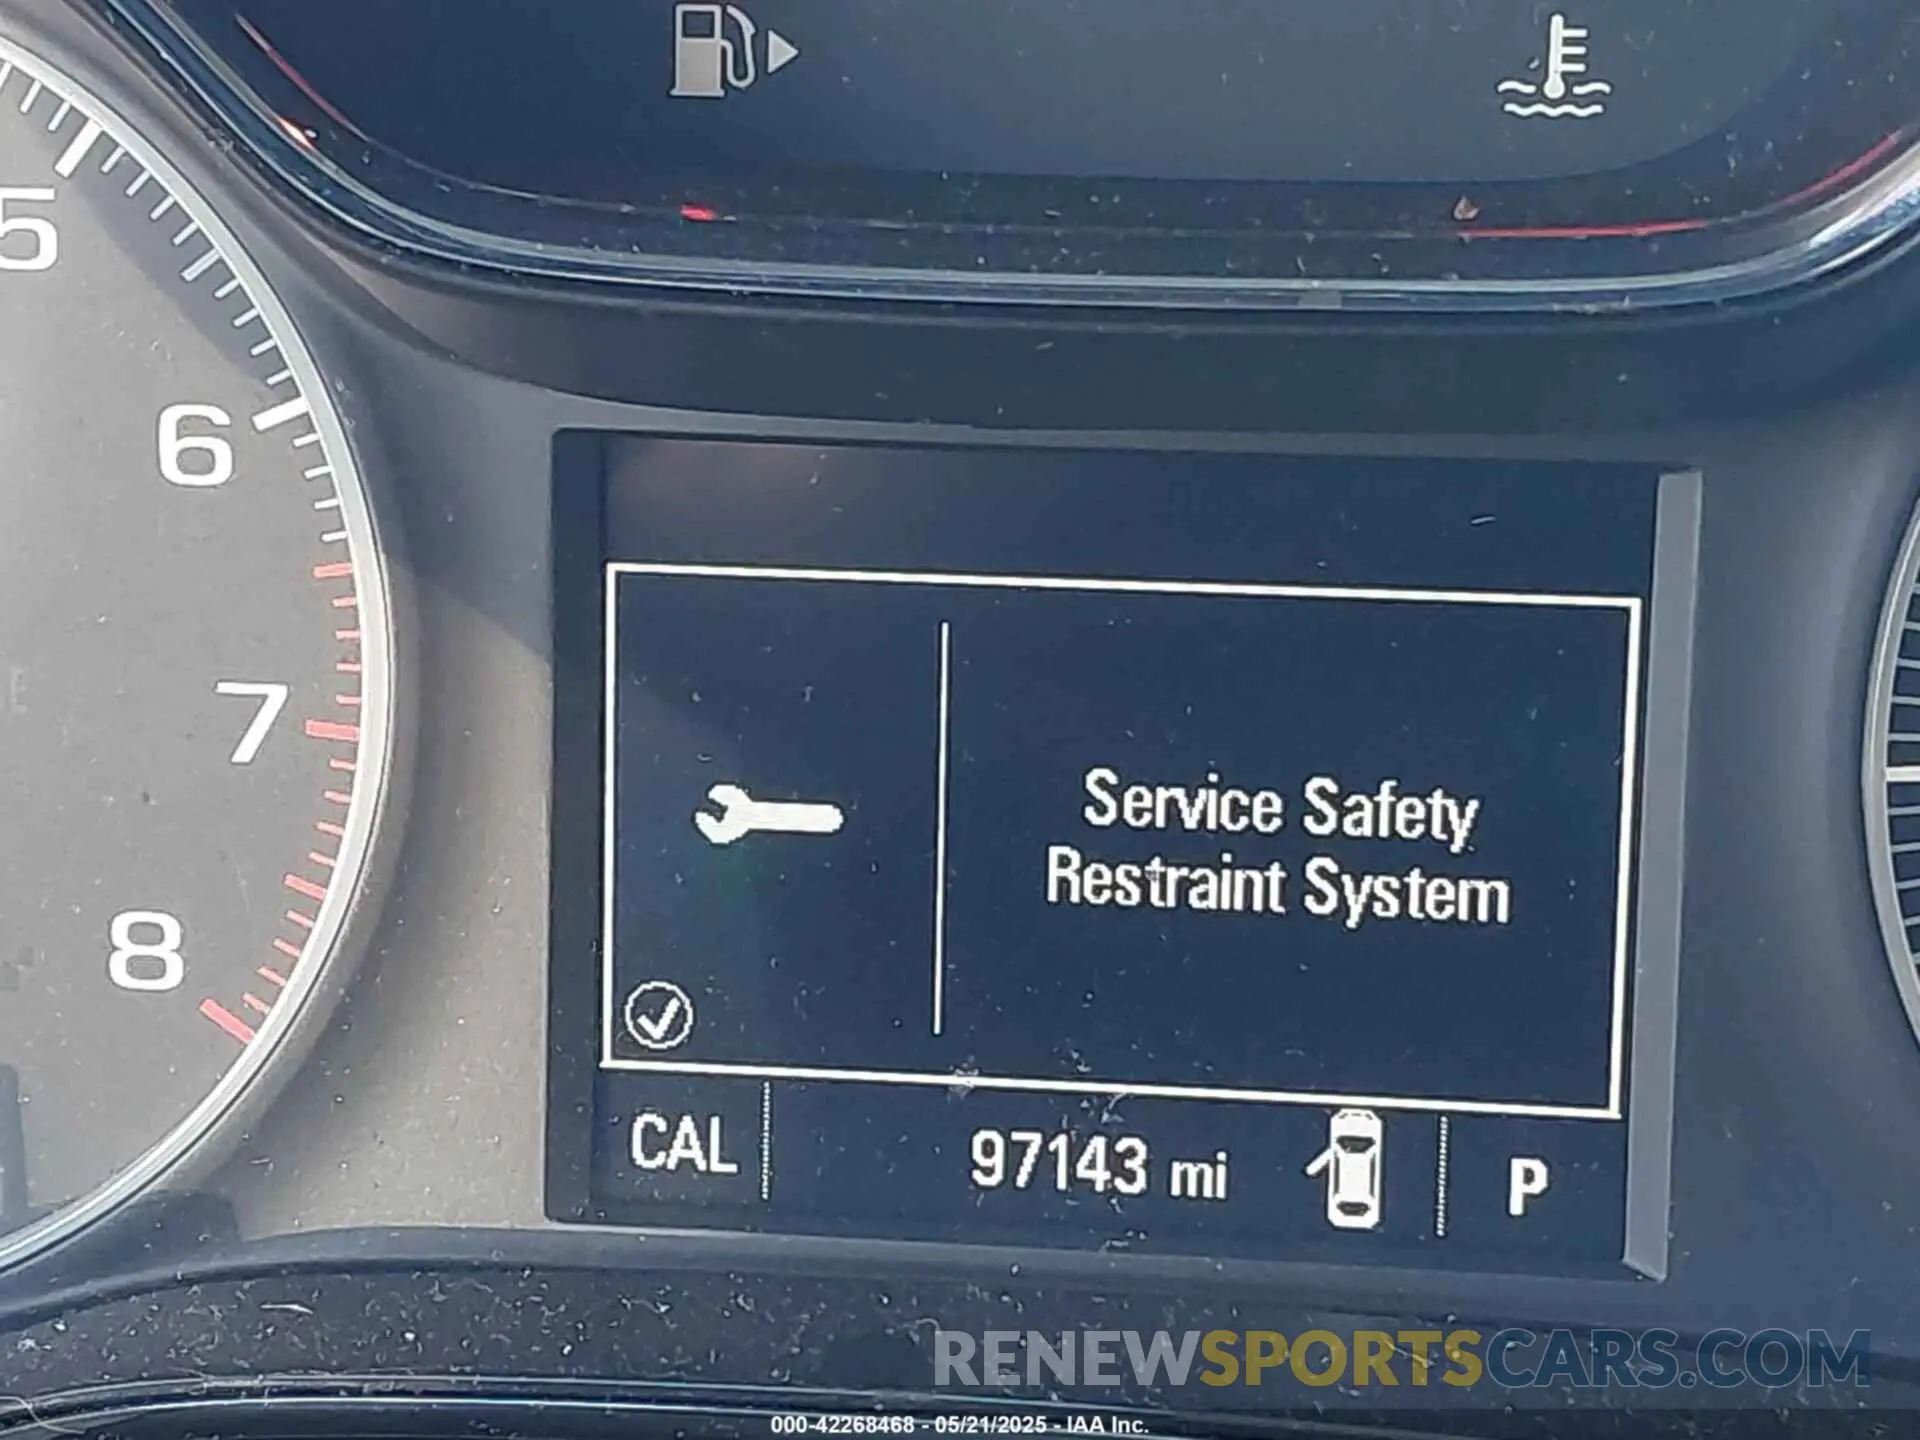 5
6
7
8
Service Safety
Restraint System
CAL
97143 mi
P
RENEWSPORTSCARS.COM
000-42268468 - 05/21/2025 - IAA Inc.